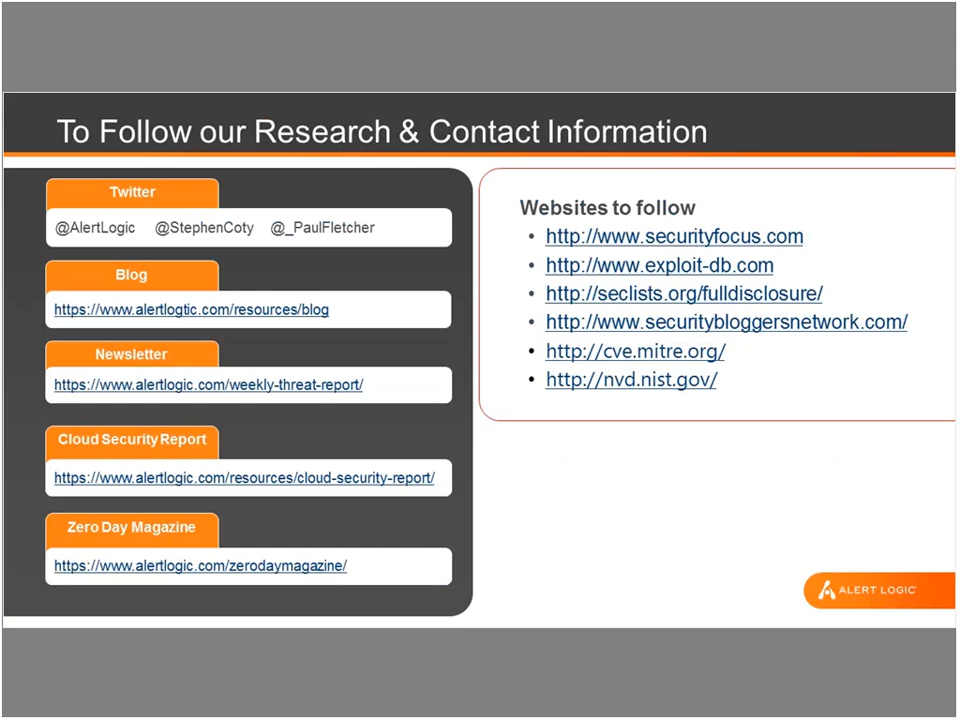 To Follow our Research & Contact Information
Twitter
@AlertLogic @StephenCoty @_PaulFletcher
Blog
https://www.alertlogtic.com/resources/blog
Newsletter
https://www.alertlogic.com/weekly-threat-report/
Cloud Security Report
https://www.alertlogic.com/resources/cloud-security-report/
Zero Day Magazine
https://www.alertlogic.com/zerodaymagazine/
Websites to follow
• http://www.securityfocus.com
• http://www.exploit-db.com
• http://seclists.org/fulldisclosure/
• http://www.securitybloggersnetwork.com/
• http://cve.mitre.org/
• http://nvd.nist.gov/
ALERT LOGIC